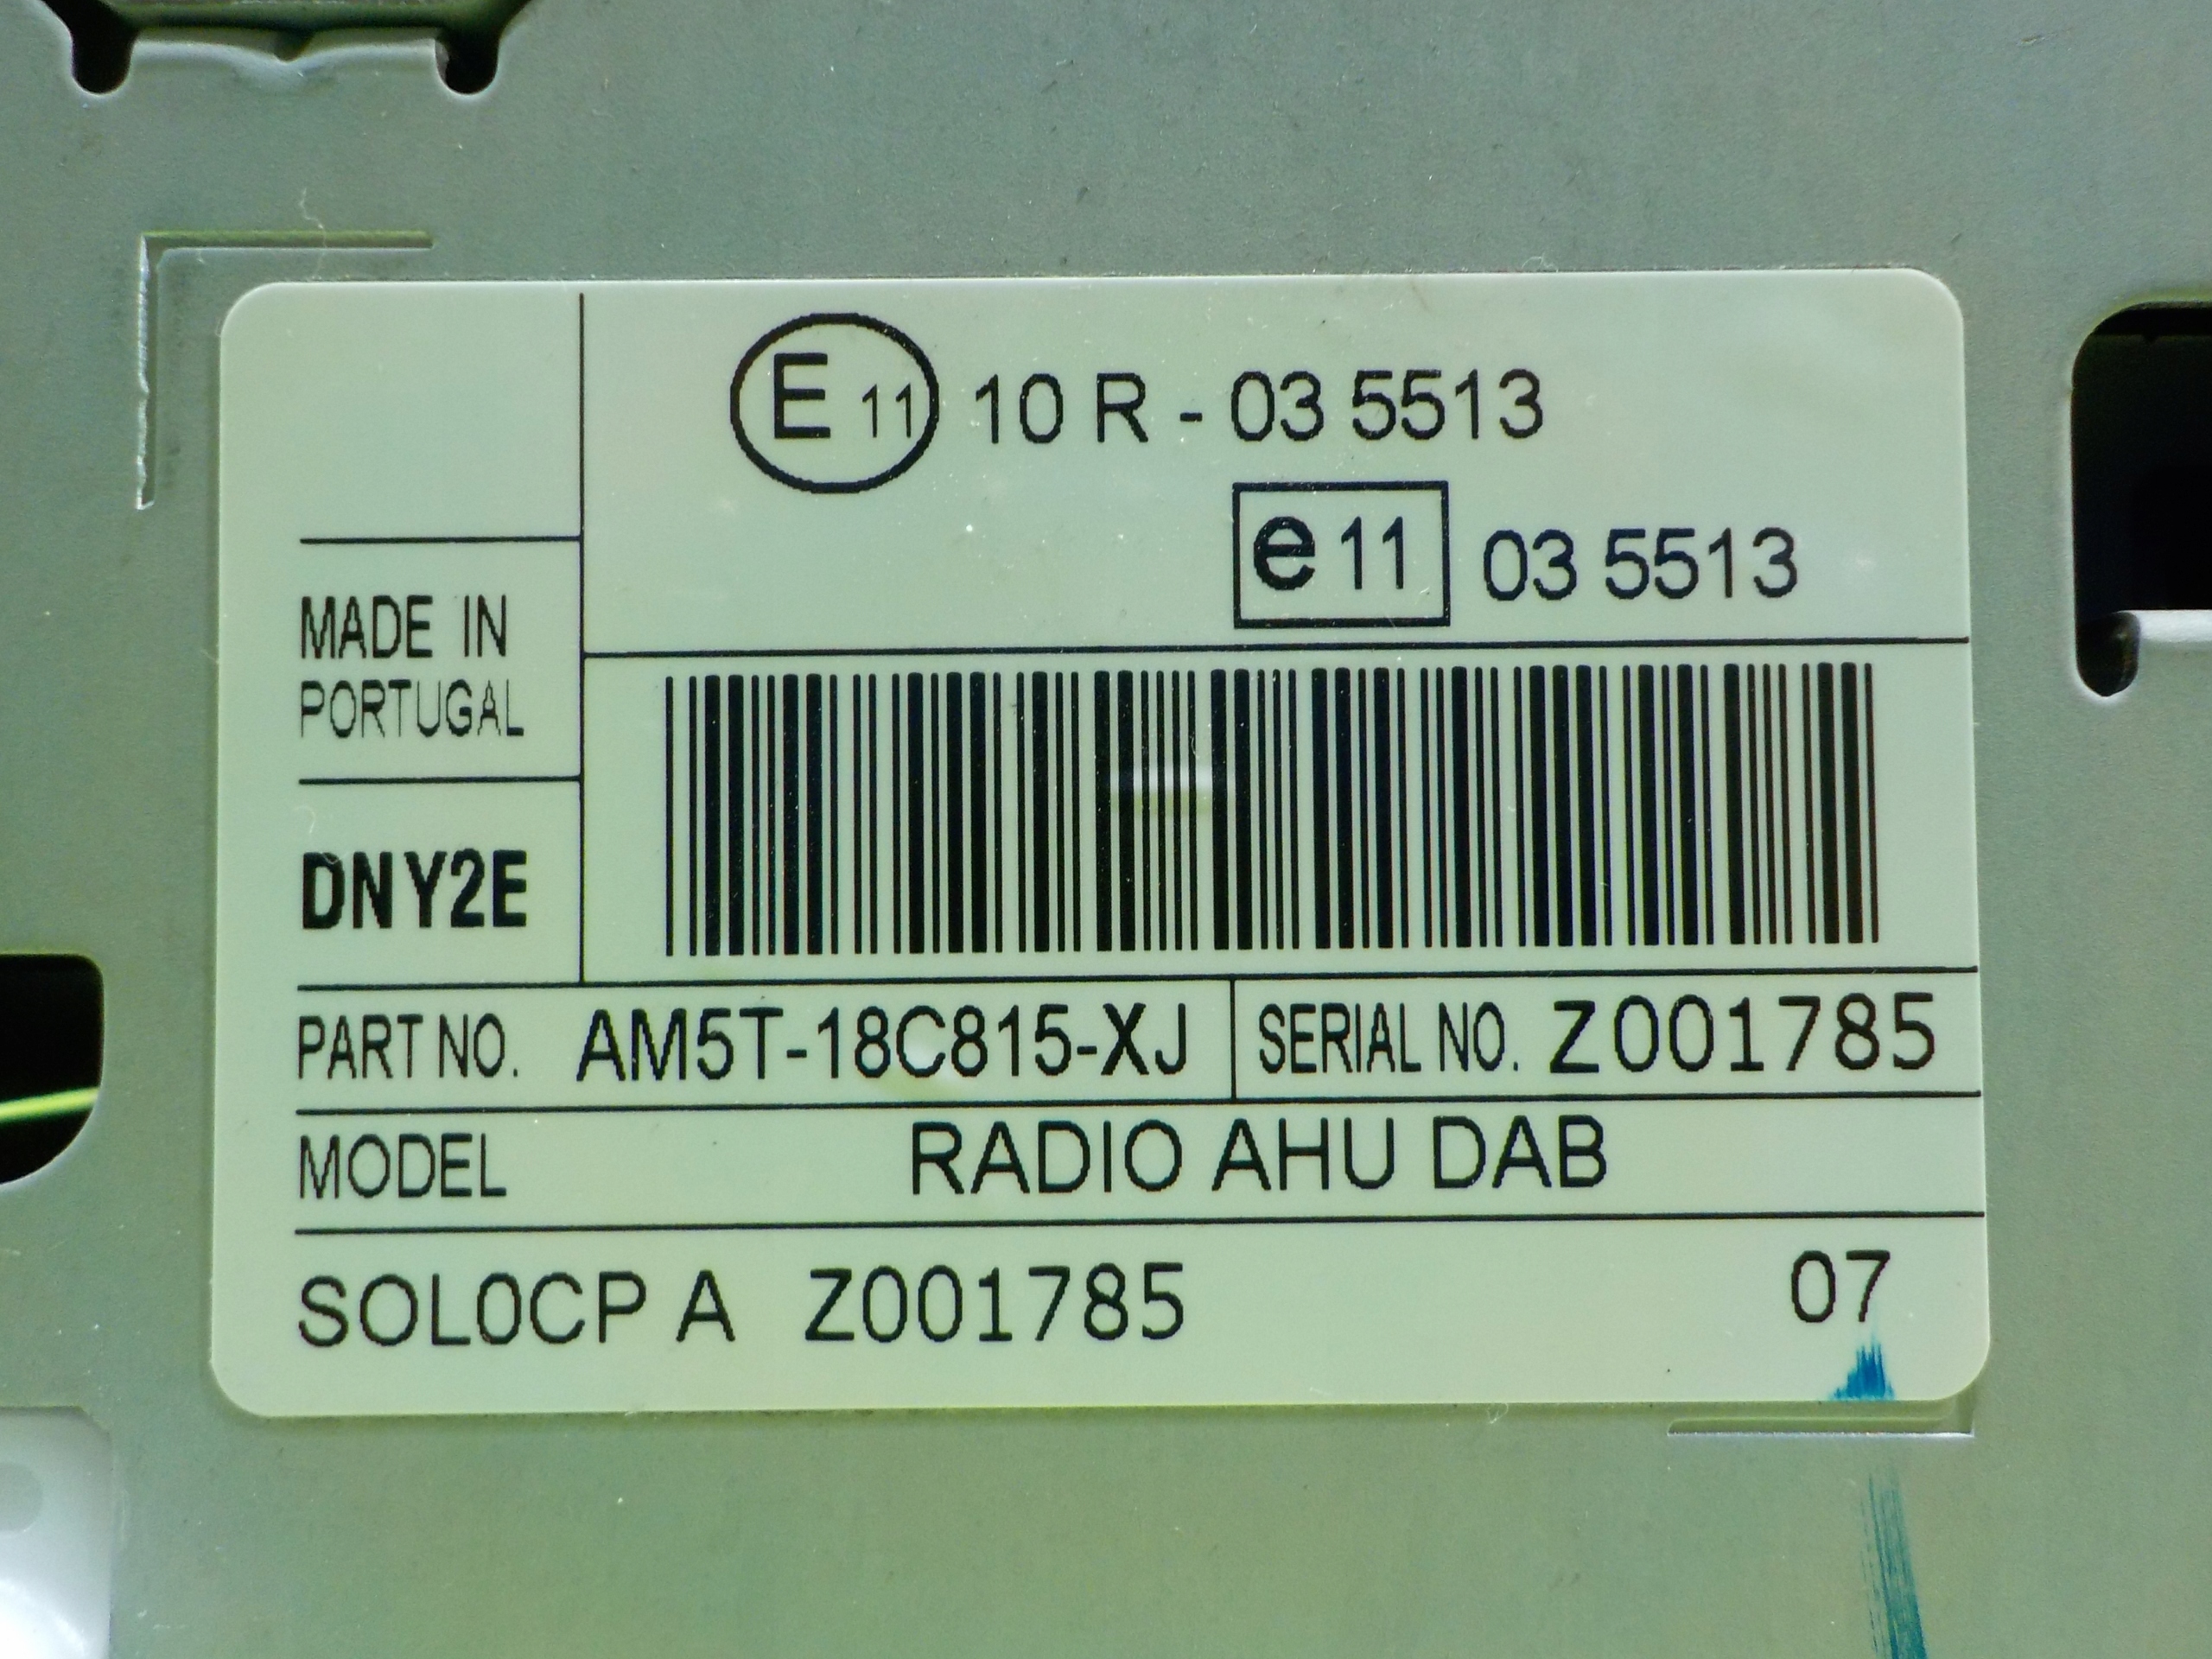 E 11 10 R - 03 5513
e 11 03 5513
MADE IN
PORTUGAL
DNY2E
PART NO. AM5T-18C815-XJ SERIAL NO. Z001785
MODEL RADIO AHU DAB
SOL0CP A Z001785 07